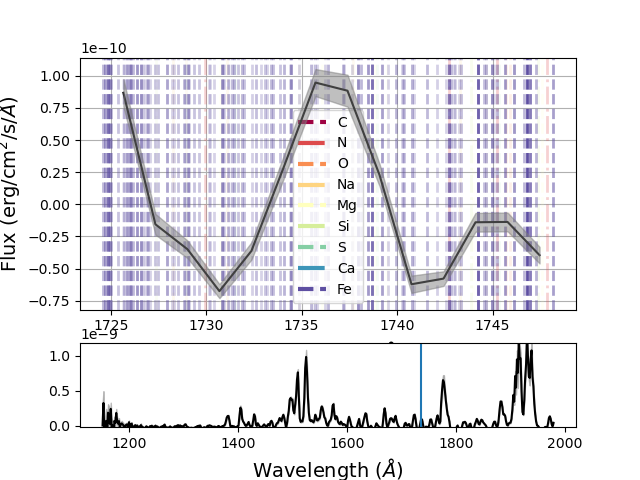 1e−10
1.00
0.75
0.50
0.25
0.00
−0.25
−0.50
−0.75
Flux (erg/cm²/s/Å)
C
N
O
Na
Mg
Si
S
Ca
Fe
1725 1730 1735 1740 1745
1e−9
1.0
0.5
0.0
1200 1400 1600 1800 2000
Wavelength (Å)